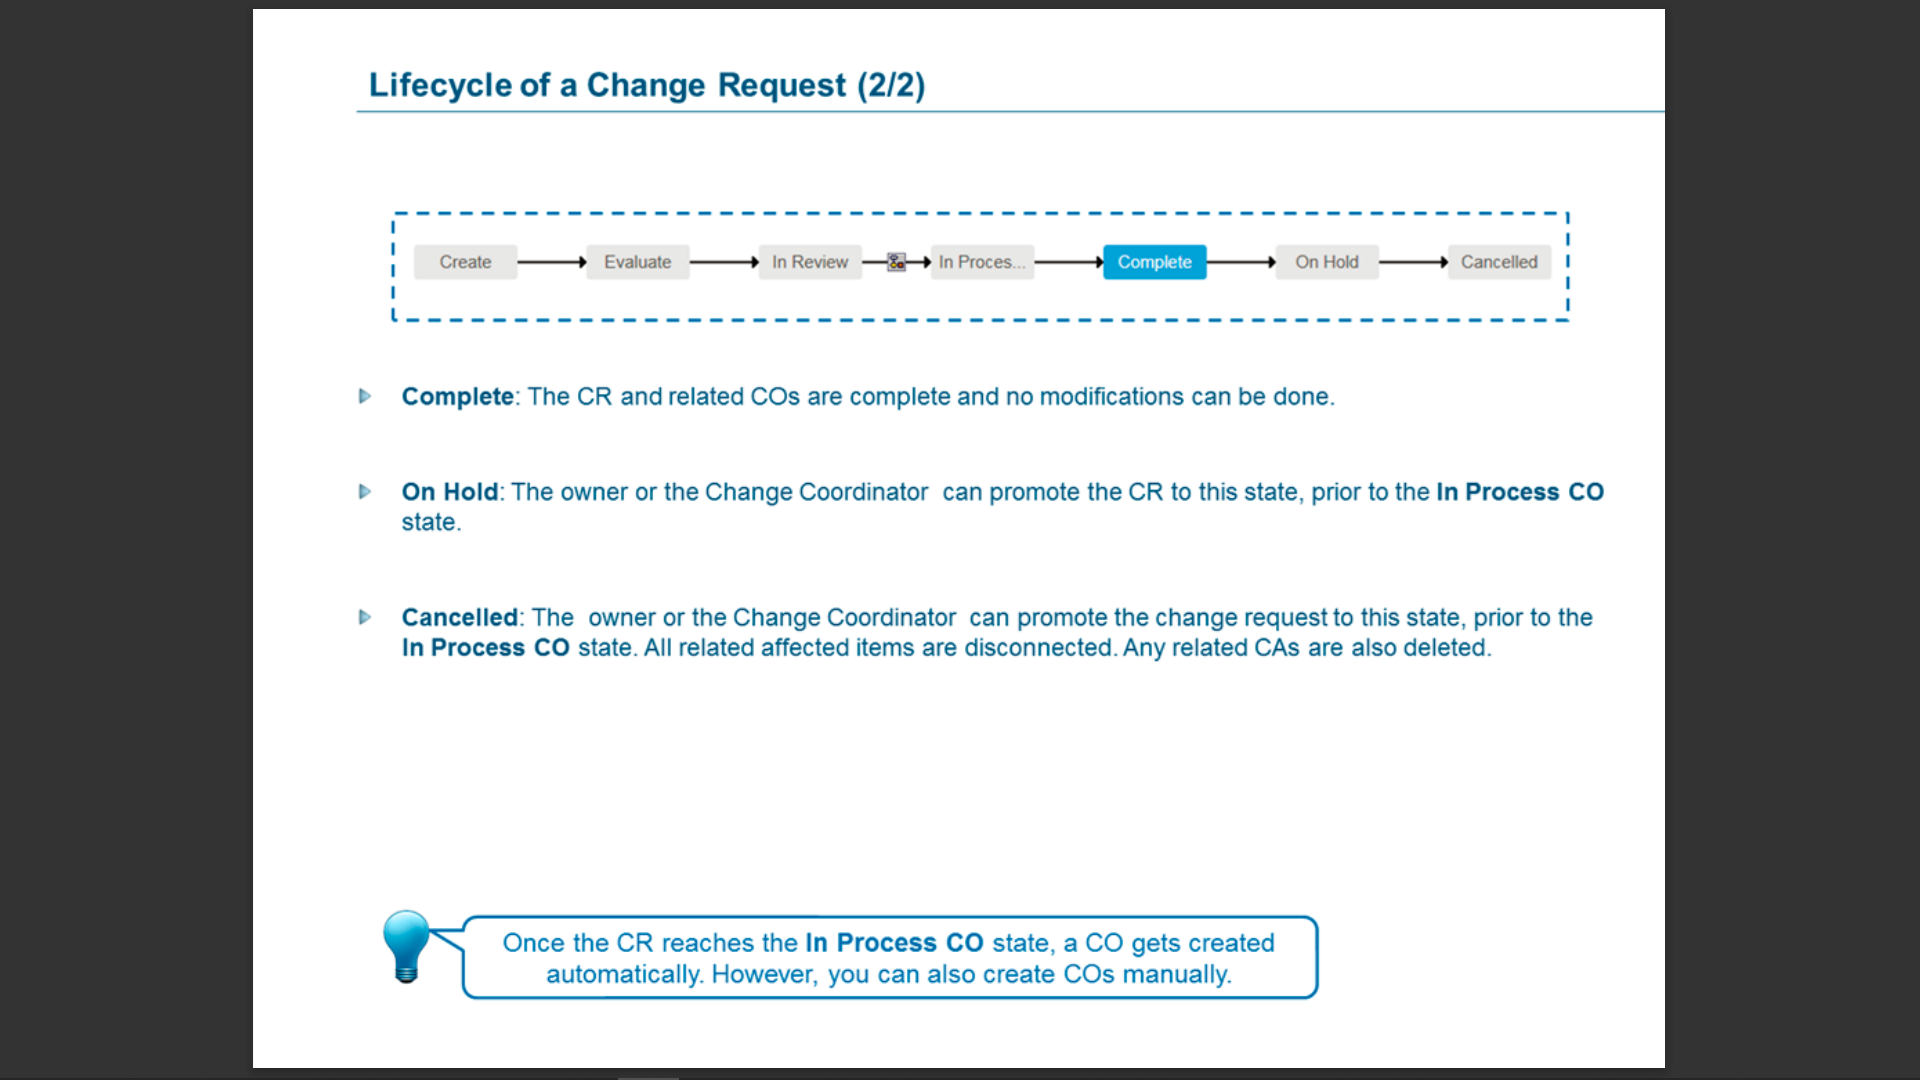 Lifecycle of a Change Request (2/2)
Create
Evaluate
In Review
In Proces...
Complete
On Hold
Cancelled
Complete: The CR and related COs are complete and no modifications can be done.
On Hold: The owner or the Change Coordinator can promote the CR to this state, prior to the In Process CO
state.
Cancelled: The owner or the Change Coordinator can promote the change request to this state, prior to the
In Process CO state. All related affected items are disconnected. Any related CAs are also deleted.
Once the CR reaches the In Process CO state, a CO gets created
automatically. However, you can also create COs manually.